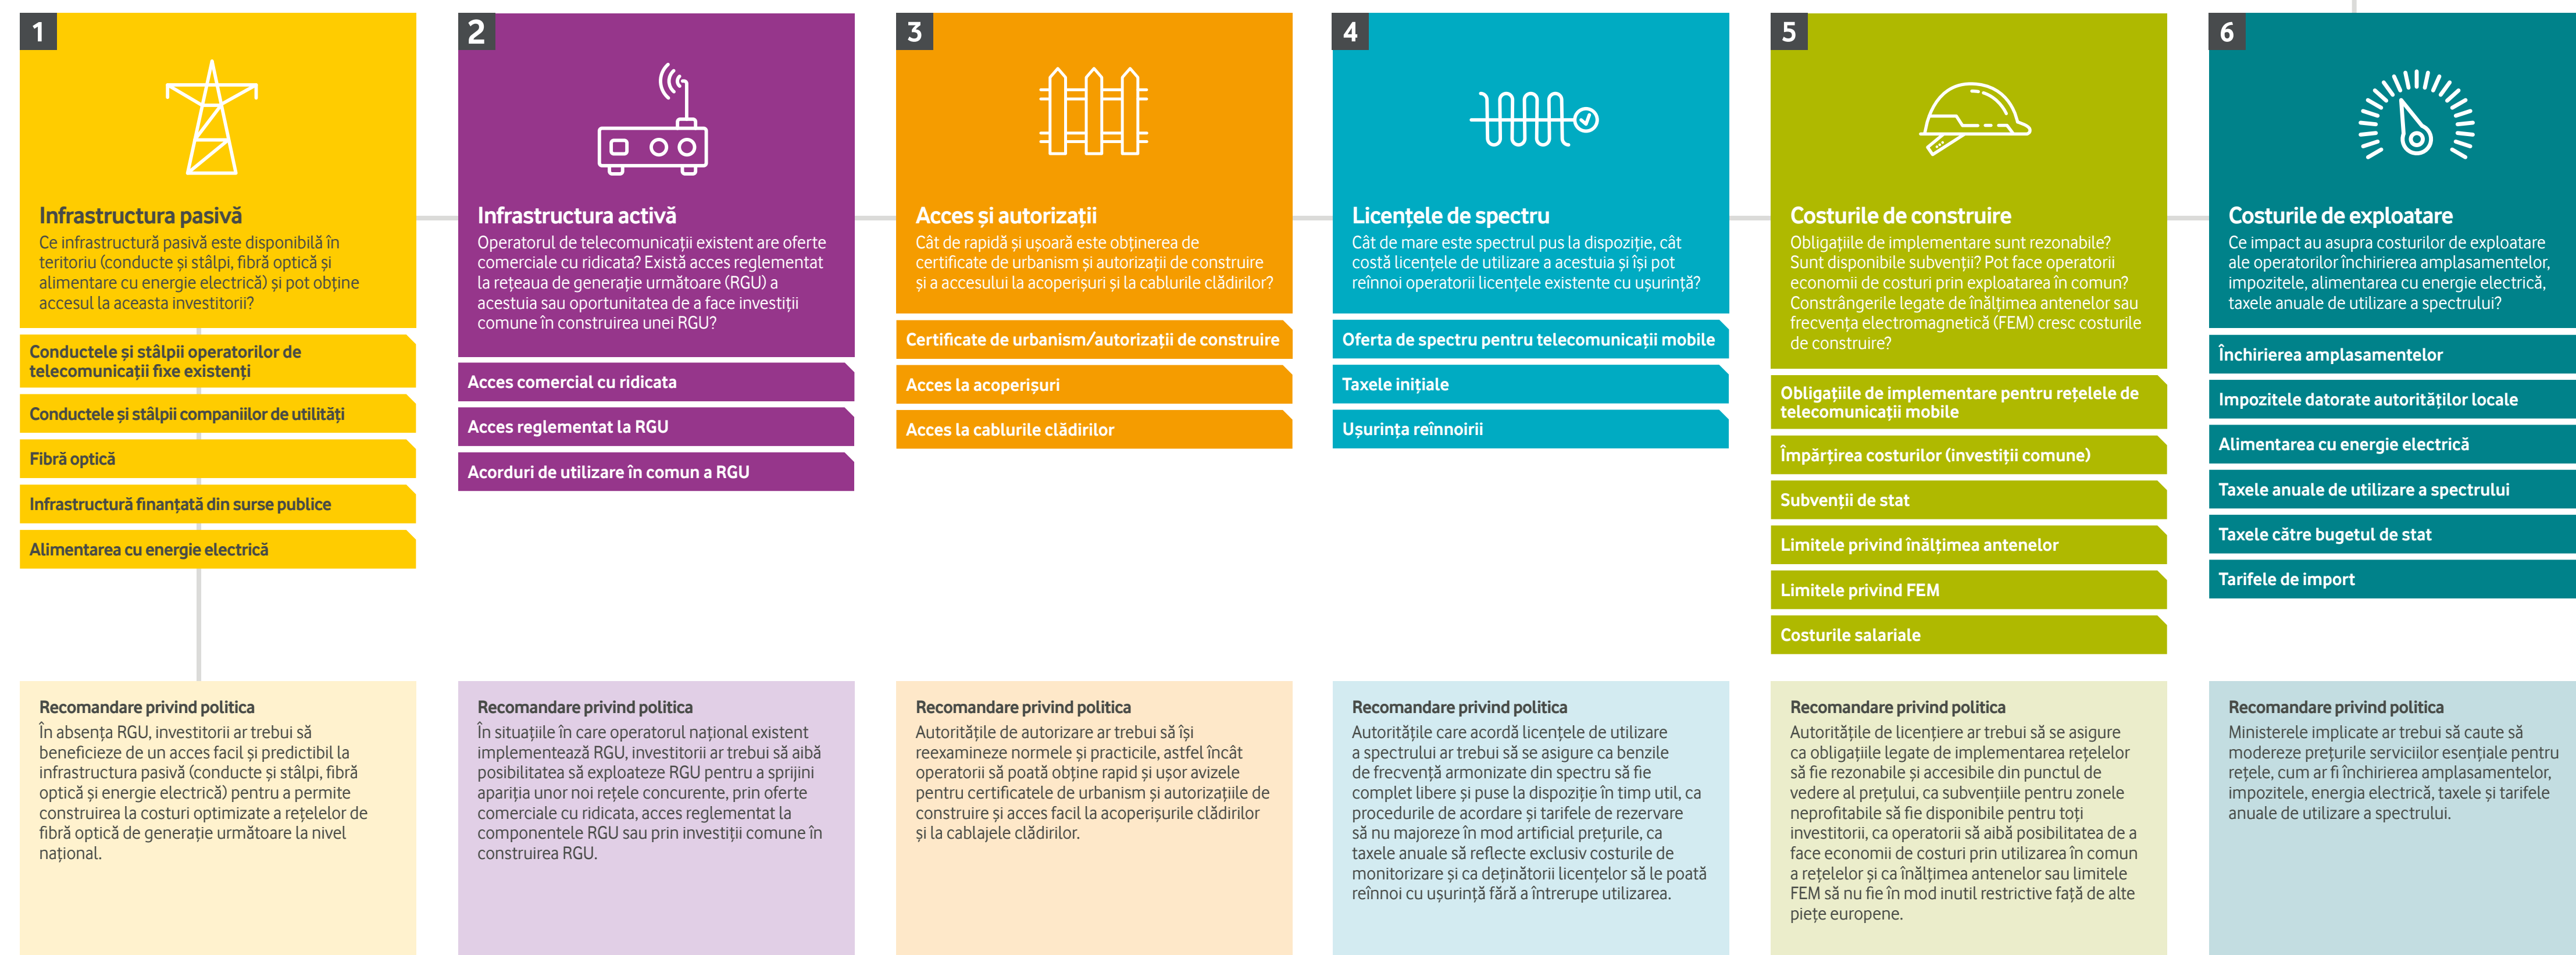 1
Infrastructura pasivă
Ce infrastructură pasivă este disponibilă în
teritoriu (conducte și stâlpi, fibră optică și
alimentare cu energie electrică) și pot obține
accesul la aceasta investitorii?
Conductele și stâlpii operatorilor de
telecomunicații fixe existenți
Conductele și stâlpii companiilor de utilități
Fibră optică
Infrastructură finanțată din surse publice
Alimentarea cu energie electrică
Recomandare privind politica
În absența RGU, investitorii ar trebui să
beneficieze de un acces facil și predictibil la
infrastructura pasivă (conducte și stâlpi, fibră
optică și energie electrică) pentru a permite
construirea la costuri optimizate a rețelelor de
fibră optică de generație următoare la nivel
național.
2
Infrastructura activă
Operatorul de telecomunicații existent are oferte
comerciale cu ridicata? Există acces reglementat
la rețeaua de generație următoare (RGU) a
acestuia sau oportunitatea de a face investiții
comune în construirea unei RGU?
Acces comercial cu ridicata
Acces reglementat la RGU
Acorduri de utilizare în comun a RGU
Recomandare privind politica
În situațiile în care operatorul național existent
implementează RGU, investitorii ar trebui să aibă
posibilitatea să exploateze RGU pentru a sprijini
apariția unor noi rețele concurente, prin oferte
comerciale cu ridicata, acces reglementat la
componentele RGU sau prin investiții comune în
construirea RGU.
3
Acces și autorizații
Cât de rapidă și ușoară este obținerea de
certificate de urbanism și autorizații de construire
și a accesului la acoperișuri și la cablurile clădirilor?
Certificate de urbanism/autorizații de construire
Acces la acoperișuri
Acces la cablurile clădirilor
Recomandare privind politica
Autoritățile de autorizare ar trebui să își
reexamineze normele și practicile, astfel încât
operatorii să poată obține rapid și ușor avizele
pentru certificatele de urbanism și autorizațiile de
construire și acces facil la acoperișurile clădirilor
și la cablajele clădirilor.
4
Licențele de spectru
Cât de mare este spectrul pus la dispoziție, cât
costă licențele de utilizare a acestuia și își pot
reînnoi operatorii licențele existente cu ușurință?
Oferta de spectru pentru telecomunicații mobile
Taxele inițiale
Ușurința reînnoirii
Recomandare privind politica
Autoritățile care acordă licențele de utilizare
a spectrului ar trebui să se asigure ca benzile
de frecvență armonizate din spectru să fie
complet libere și puse la dispoziție în timp util, ca
procedurile de acordare și tarifele de rezervare
să nu majoreze în mod artificial prețurile, ca
taxele anuale să reflecte exclusiv costurile de
monitorizare și ca deținătorii licențelor să le poată
reînnoi cu ușurință fără a întrerupe utilizarea.
5
Costurile de construire
Obligațiile de implementare sunt rezonabile?
Sunt disponibile subvenții? Pot face operatorii
economii de costuri prin exploatarea în comun?
Constrângerile legate de înălțimea antenelor sau
frecvența electromagnetică (FEM) cresc costurile
de construire?
Obligațiile de implementare pentru rețelele de
telecomunicații mobile
Împărțirea costurilor (investiții comune)
Subvenții de stat
Limitele privind înălțimea antenelor
Limitele privind FEM
Costurile salariale
Recomandare privind politica
Autoritățile de licențiere ar trebui să se asigure
ca obligațiile legate de implementarea rețelelor
să fie rezonabile și accesibile din punctul de
vedere al prețului, ca subvențiile pentru zonele
neprofitabile să fie disponibile pentru toți
investitorii, ca operatorii să aibă posibilitatea de a
face economii de costuri prin utilizarea în comun
a rețelelor și ca înălțimea antenelor sau limitele
FEM să nu fie în mod inutil restrictive față de alte
piețe europene.
6
Costurile de exploatare
Ce impact au asupra costurilor de exploatare
ale operatorilor închirierea amplasamentelor,
impozitele, alimentarea cu energie electrică,
taxele anuale de utilizare a spectrului?
Închirierea amplasamentelor
Impozitele datorate autorităților locale
Alimentarea cu energie electrică
Taxele anuale de utilizare a spectrului
Taxele către bugetul de stat
Tarifele de import
Recomandare privind politica
Ministerele implicate ar trebui să caute să
modereze prețurile serviciilor esențiale pentru
rețele, cum ar fi închirierea amplasamentelor,
impozitele, energia electrică, taxele și tarifele
anuale de utilizare a spectrului.